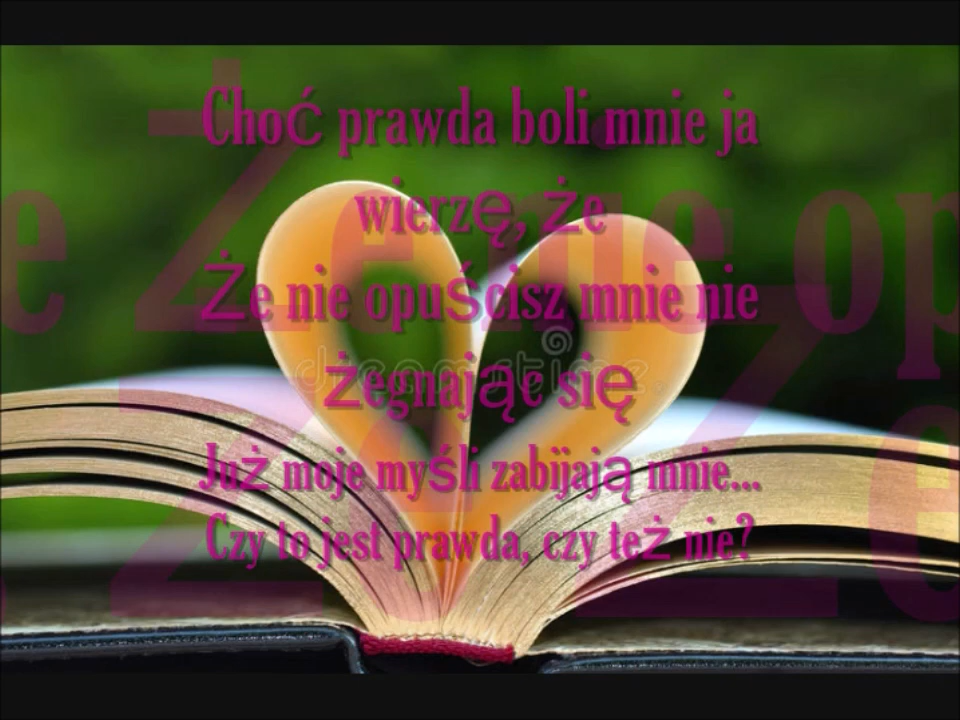 Choć prawda boli mnie ja
wierzę, że
Że nie opuścisz mnie nie
żegnając się
Już moje myśli zabijają mnie...
Czy to jest prawda, czy też nie?
dreamstime